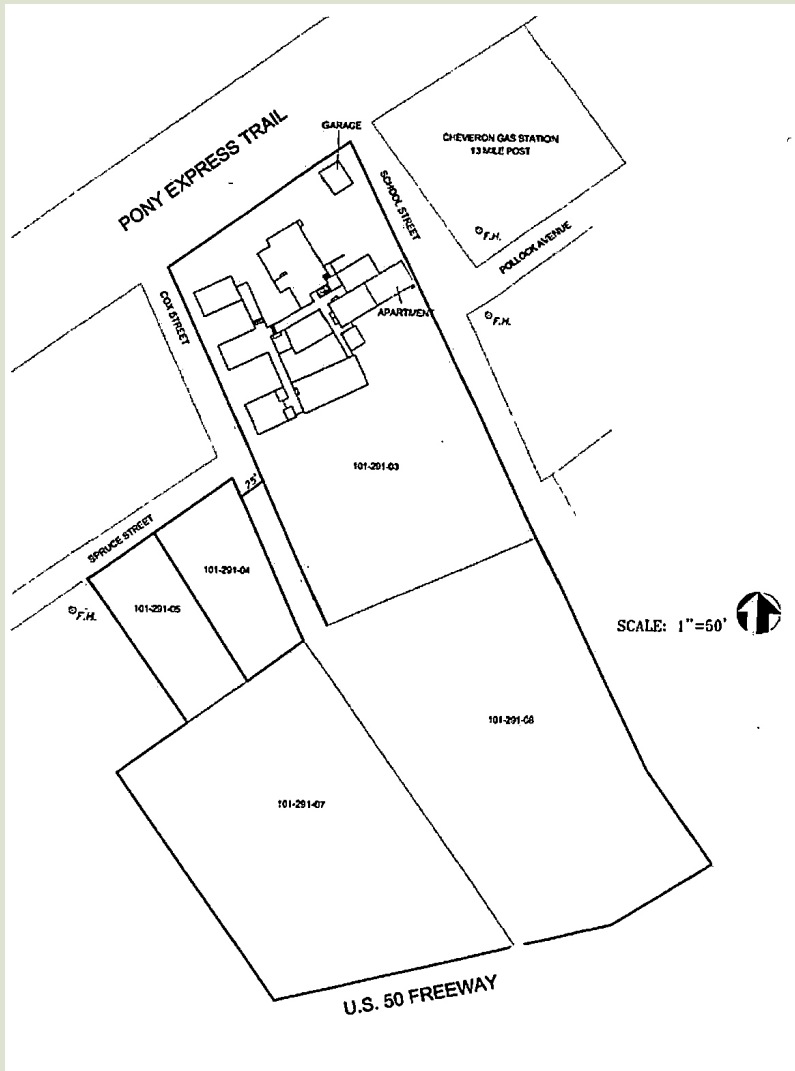 GARAGE
CHEVERON GAS STATION
13 MILE POST
PONY EXPRESS TRAIL
SCHOOL STREET
F.H.
POLLOCK AVENUE
COX STREET
APARTMENT
F.H.
101-291-03
25'
SPRUCE STREET
101-291-04
101-291-05
F.H.
SCALE: 1"=50'
101-291-08
101-291-07
U.S. 50 FREEWAY